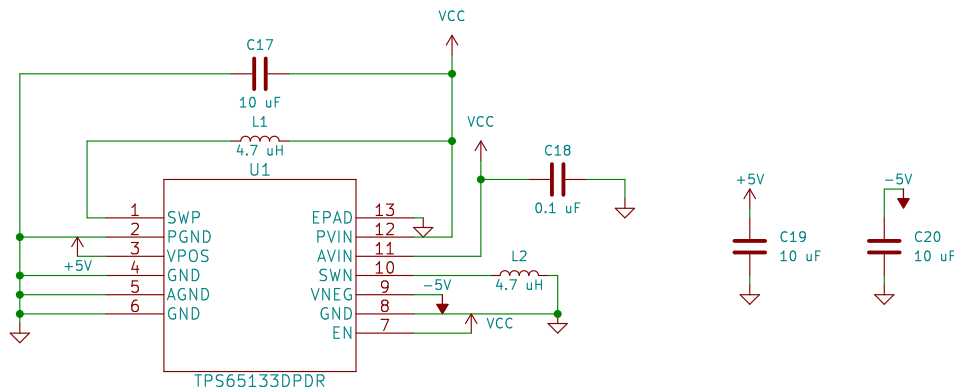 VCC
C17
10 uF
L1
4.7 uH
VCC
C18
0.1 uF
U1
1 SWP
2 PGND
3 VPOS
4 GND
5 AGND
6 GND
EPAD 13
PVIN 12
AVIN 11
SWN 10
VNEG 9
GND 8
EN 7
+5V
-5V
L2
4.7 uH
VCC
TPS65133DPDR
+5V
C19
10 uF
-5V
C20
10 uF